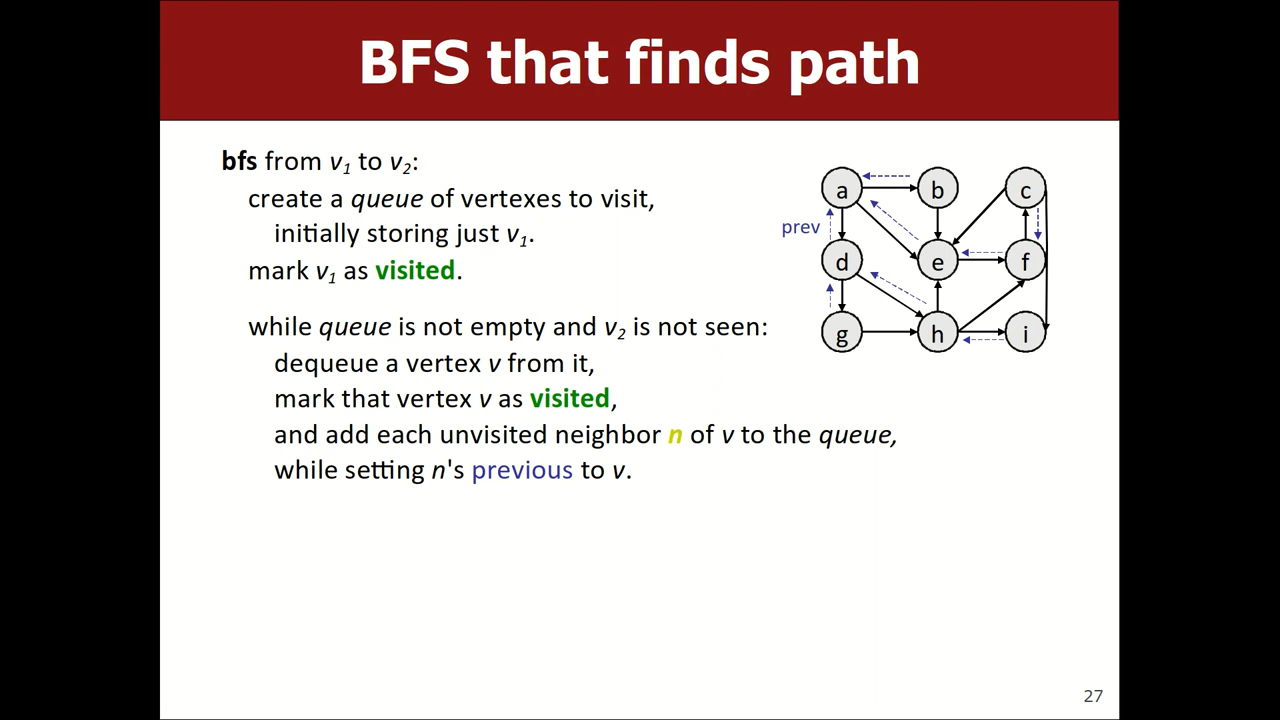 BFS that finds path
bfs from v1 to v2:
create a queue of vertexes to visit,
initially storing just v1.
mark v1 as visited.
while queue is not empty and v2 is not seen:
dequeue a vertex v from it,
mark that vertex v as visited,
and add each unvisited neighbor n of v to the queue,
while setting n's previous to v.
a b c
prev
d e f
g h i
27